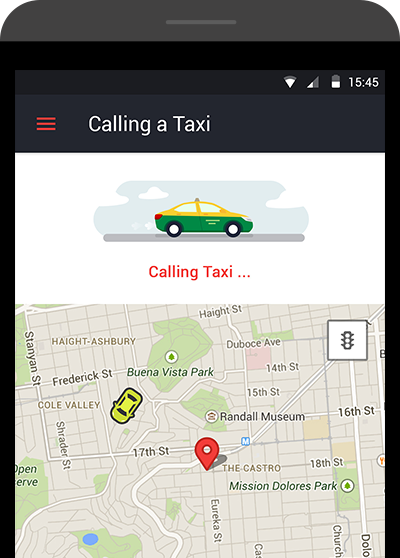 15:45
Calling a Taxi
Calling Taxi ...
Haight St
HAIGHT-ASHBURY
Duboce Ave
Stanyan St
14th St
Buena Vista Park
Frederick St
15th St
COLE VALLEY
Randall Museum
16th St
Shrader St
M
17th St
Open
Reserve
THE CASTRO
18th St
Mission Dolores Park
Eureka St
Dolo